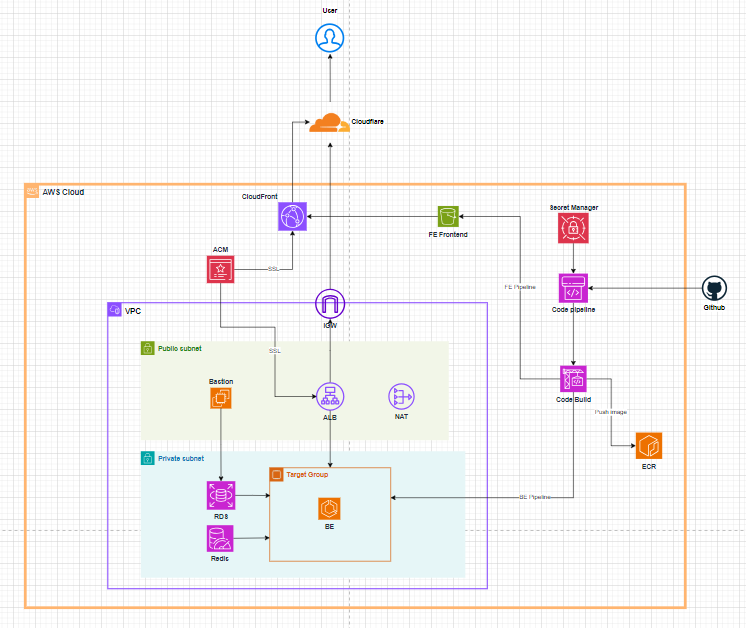 User
Cloudflare
AWS Cloud
CloudFront
Secret Manager
FE Frontend
ACM
SSL
FE Pipeline
Code pipeline
Github
VPC
IGW
Public subnet
SSL
Bastion
ALB
NAT
Code Build
Push image
ECR
Private subnet
Target Group
RDS
BE
BE Pipeline
Redis